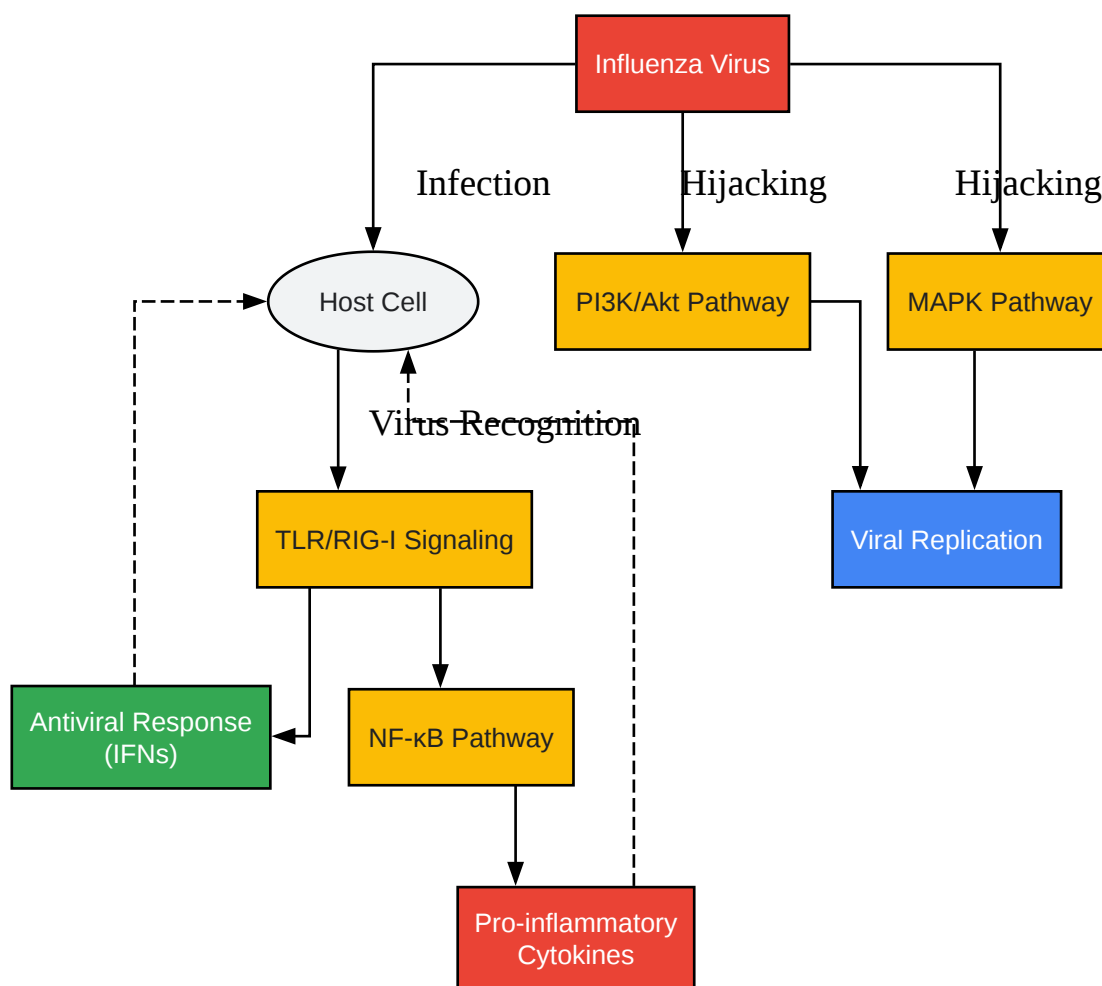 Influenza Virus
Infection
Hijacking
Hijacking
Host Cell
PI3K/Akt Pathway
MAPK Pathway
Virus Recognition
TLR/RIG-I Signaling
Viral Replication
Antiviral Response
(IFNs)
NF-κB Pathway
Pro-inflammatory
Cytokines